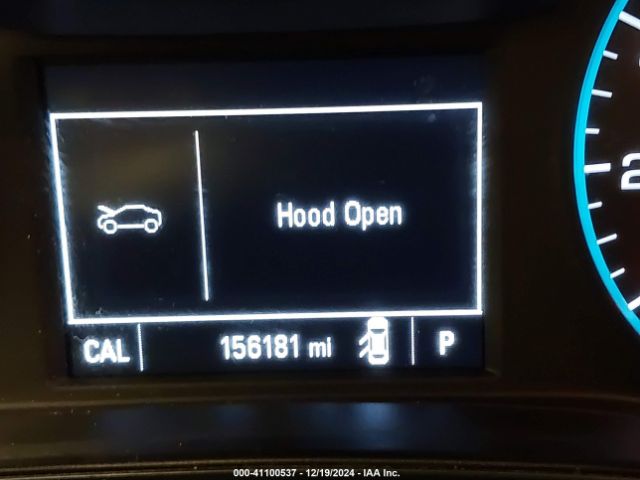 Hood Open
CAL 156181 mi P
000-41100537 - 12/19/2024 - IAA Inc.